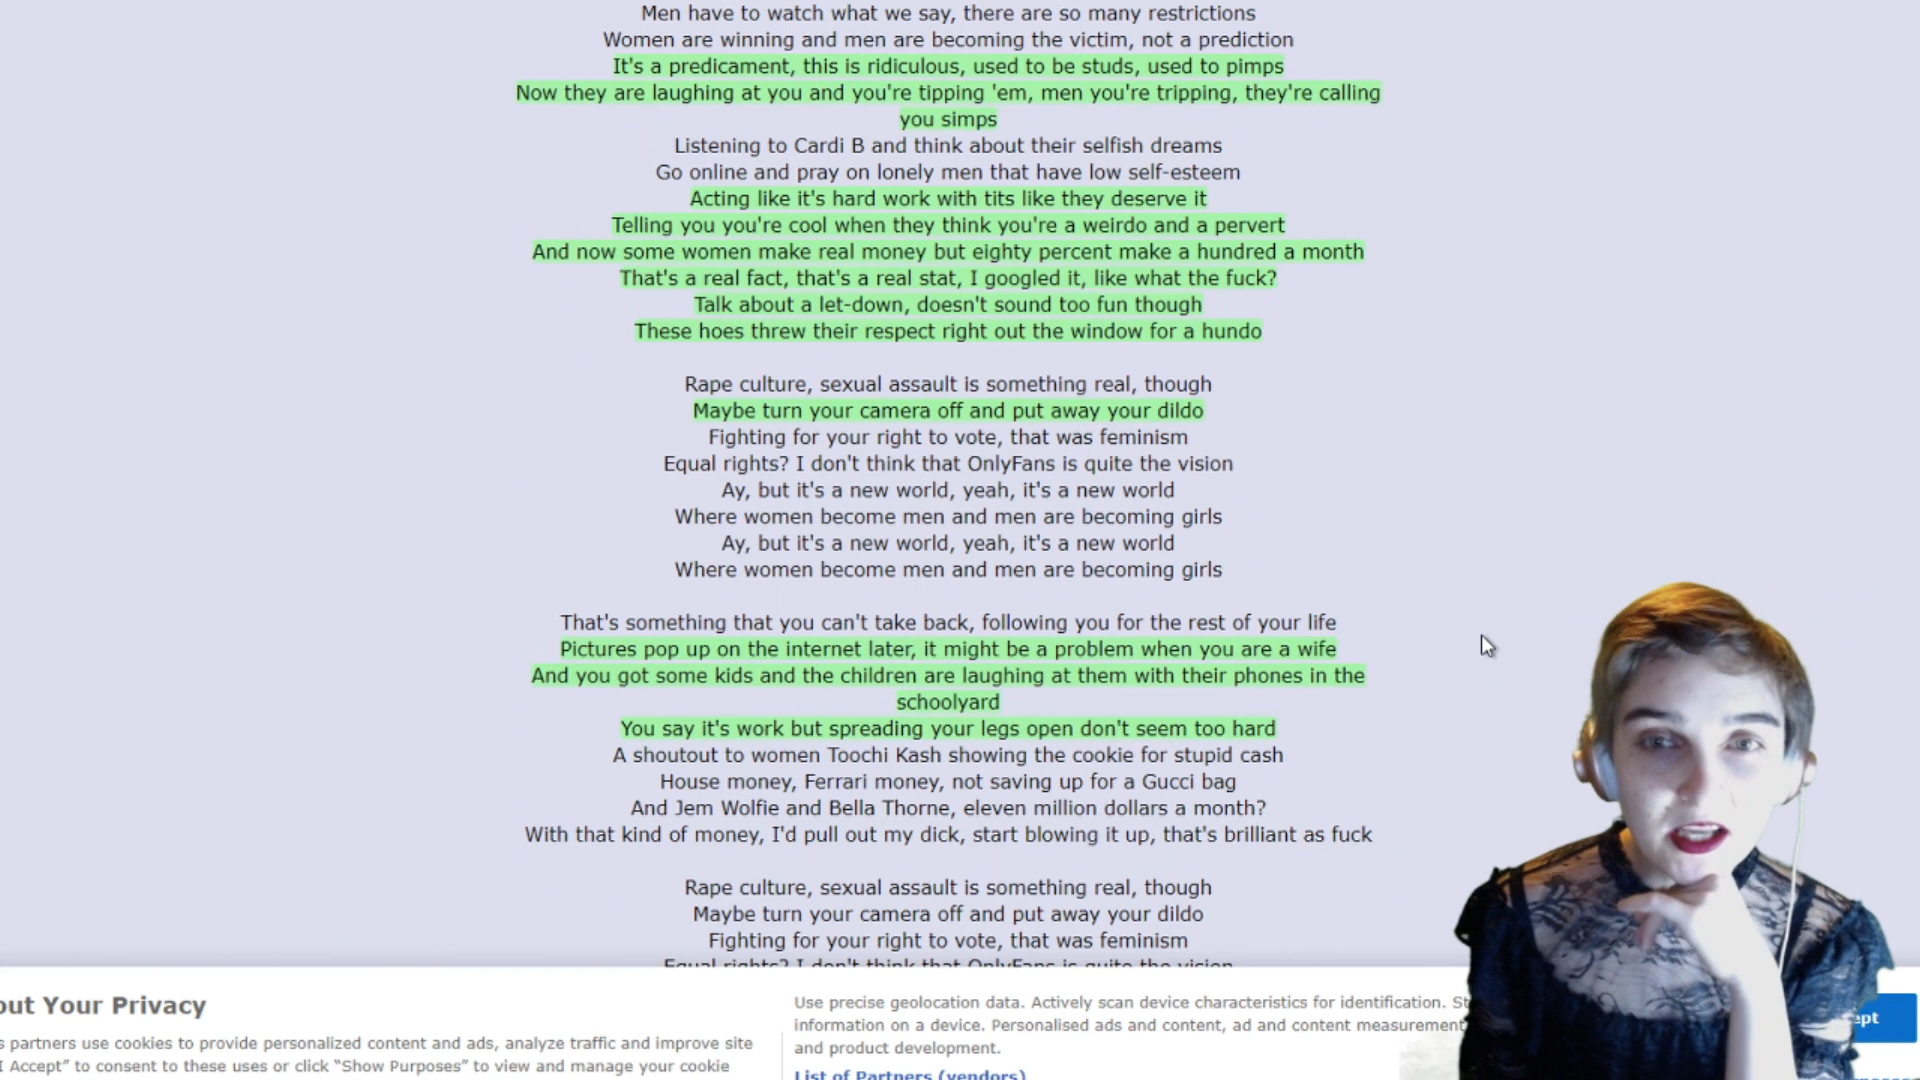 Men have to watch what we say, there are so many restrictions
Women are winning and men are becoming the victim, not a prediction
It's a predicament, this is ridiculous, used to be studs, used to pimps
Now they are laughing at you and you're tipping 'em, men you're tripping, they're calling
you simps
Listening to Cardi B and think about their selfish dreams
Go online and pray on lonely men that have low self-esteem
Acting like it's hard work with tits like they deserve it
Telling you you're cool when they think you're a weirdo and a pervert
And now some women make real money but eighty percent make a hundred a month
That's a real fact, that's a real stat, I googled it, like what the fuck?
Talk about a let-down, doesn't sound too fun though
These hoes threw their respect right out the window for a hundo
Rape culture, sexual assault is something real, though
Maybe turn your camera off and put away your dildo
Fighting for your right to vote, that was feminism
Equal rights? I don't think that OnlyFans is quite the vision
Ay, but it's a new world, yeah, it's a new world
Where women become men and men are becoming girls
Ay, but it's a new world, yeah, it's a new world
Where women become men and men are becoming girls
That's something that you can't take back, following you for the rest of your life
Pictures pop up on the internet later, it might be a problem when you are a wife
And you got some kids and the children are laughing at them with their phones in the
schoolyard
You say it's work but spreading your legs open don't seem too hard
A shoutout to women Toochi Kash showing the cookie for stupid cash
House money, Ferrari money, not saving up for a Gucci bag
And Jem Wolfie and Bella Thorne, eleven million dollars a month?
With that kind of money, I'd pull out my dick, start blowing it up, that's brilliant as fuck
Rape culture, sexual assault is something real, though
Maybe turn your camera off and put away your dildo
Fighting for your right to vote, that was feminism
Equal rights? I don't think that OnlyFans is quite the vision
out Your Privacy
s partners use cookies to provide personalized content and ads, analyze traffic and improve site
I Accept" to consent to these uses or click "Show Purposes" to view and manage your cookie
Use precise geolocation data. Actively scan device characteristics for identification. St
information on a device. Personalised ads and content, ad and content measurement
and product development.
List of Partners (vendors)
ept